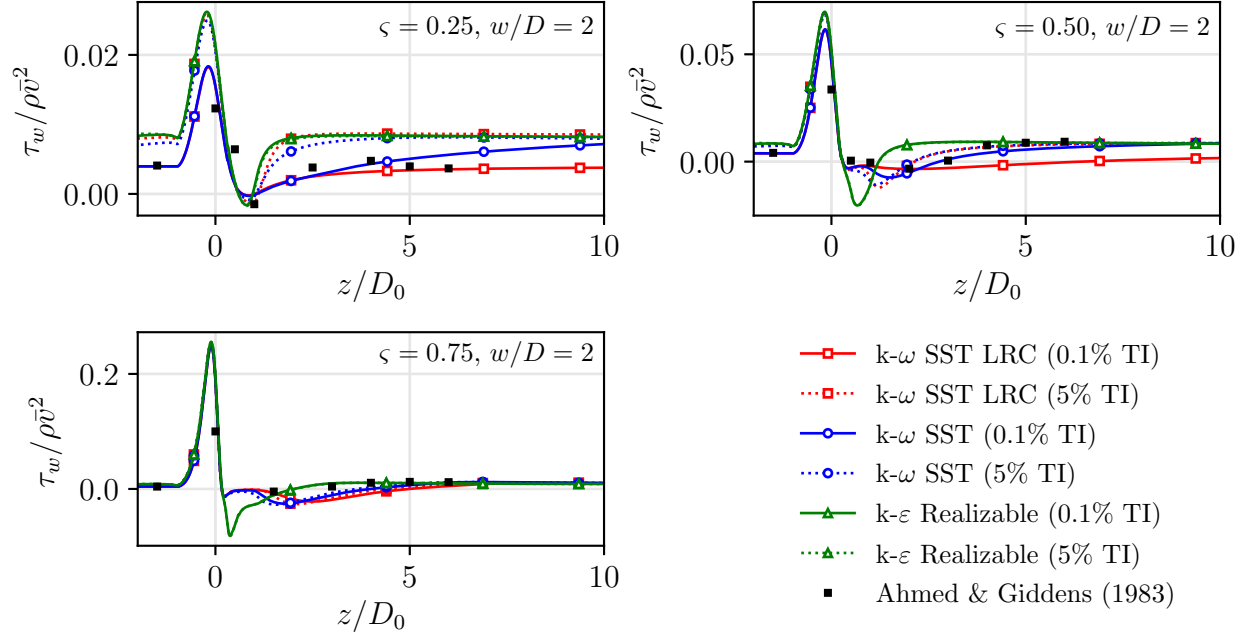 ς = 0.25, w/D = 2
0.02
0.00
τ_w/ρv̄²
0 5 10
z/D₀
ς = 0.50, w/D = 2
0.05
0.00
τ_w/ρv̄²
0 5 10
z/D₀
ς = 0.75, w/D = 2
0.2
0.0
τ_w/ρv̄²
0 5 10
z/D₀
k-ω SST LRC (0.1% TI)
k-ω SST LRC (5% TI)
k-ω SST (0.1% TI)
k-ω SST (5% TI)
k-ε Realizable (0.1% TI)
k-ε Realizable (5% TI)
Ahmed & Giddens (1983)